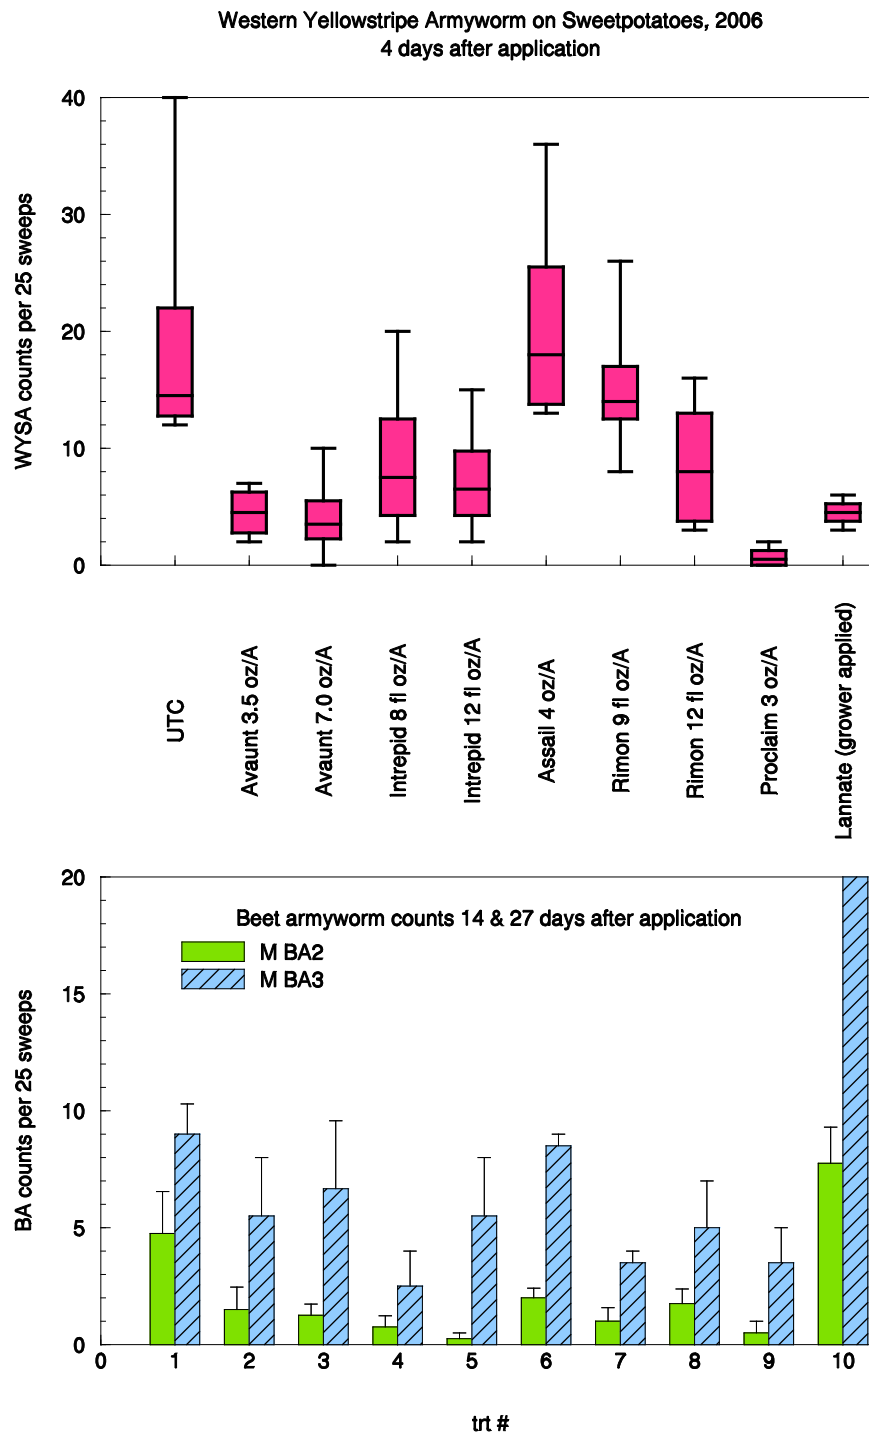 Western Yellowstripe Armyworm on Sweetpotatoes, 2006
4 days after application
WYSA counts per 25 sweeps
40
30
20
10
0
UTC
Avaunt 3.5 oz/A
Avaunt 7.0 oz/A
Intrepid 8 fl oz/A
Intrepid 12 fl oz/A
Assail 4 oz/A
Rimon 9 fl oz/A
Rimon 12 fl oz/A
Proclaim 3 oz/A
Lannate (grower applied)
Beet armyworm counts 14 & 27 days after application
M BA2
M BA3
BA counts per 25 sweeps
20
15
10
5
0
0 1 2 3 4 5 6 7 8 9 10
trt #